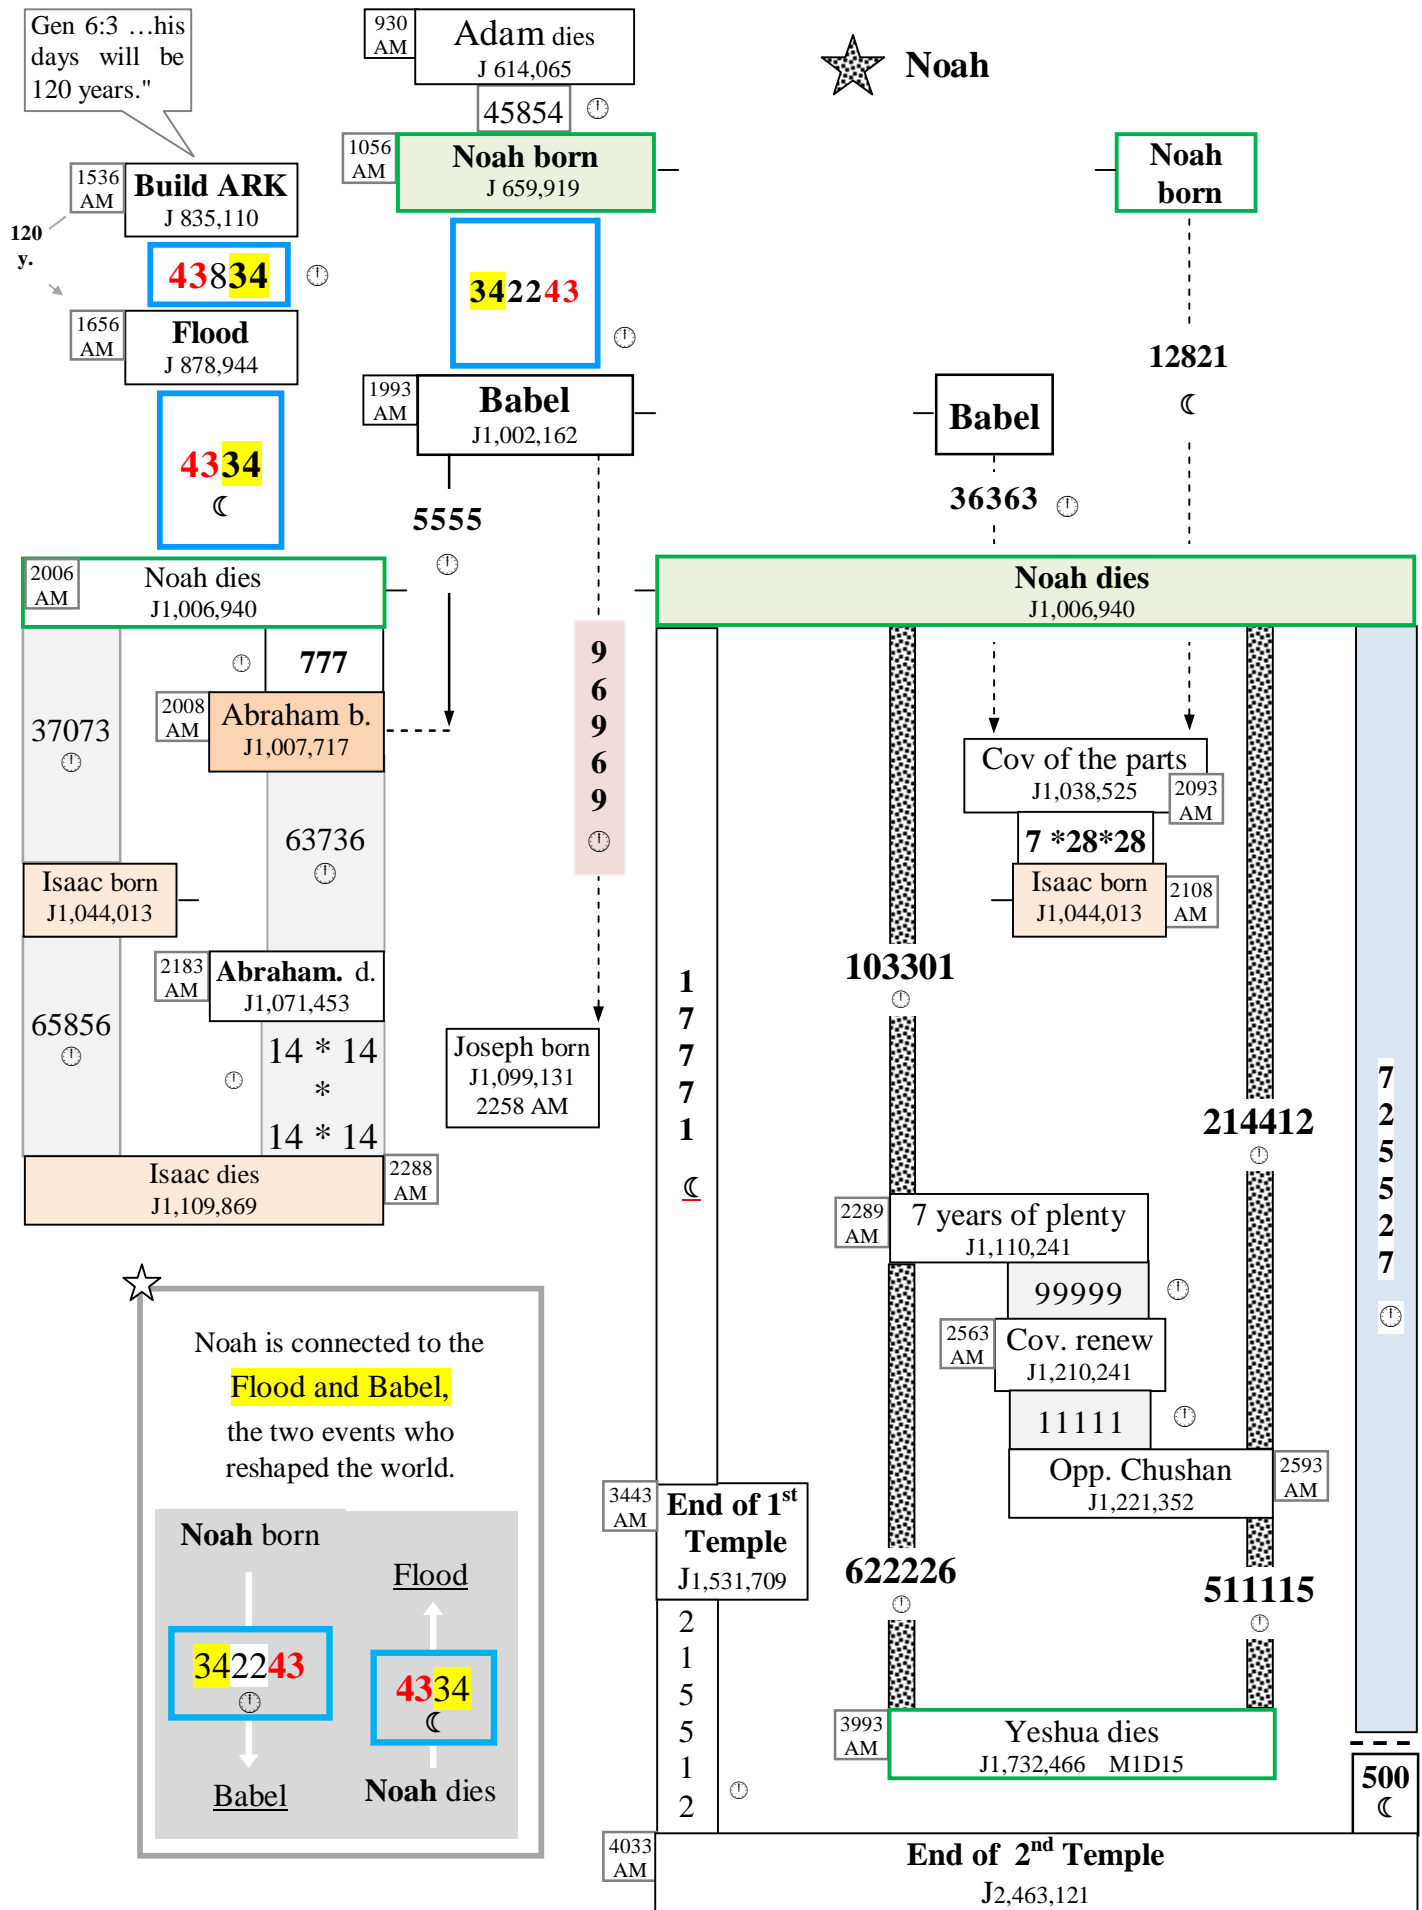 Gen 6:3 ...his
days will be
120 years."
930
AM
Adam dies
J 614,065
Noah
45854
1056
AM
Noah born
J 659,919
Noah
born
1536
AM
Build ARK
J 835,110
120
y.
43834
342243
1656
AM
Flood
J 878,944
12821
1993
AM
Babel
J1,002,162
Babel
4334
5555
36363
2006
AM
Noah dies
J1,006,940
Noah dies
J1,006,940
777
9
6
9
6
9
2008
AM
Abraham b.
J1,007,717
37073
Cov of the parts
J1,038,525
2093
AM
63736
7 *28*28
Isaac born
J1,044,013
Isaac born
J1,044,013
2108
AM
2183
AM
Abraham. d.
J1,071,453
103301
1
7
7
7
1
65856
14 * 14
*
14 * 14
Joseph born
J1,099,131
2258 AM
7
2
5
5
2
7
214412
Isaac dies
J1,109,869
2288
AM
2289
AM
7 years of plenty
J1,110,241
99999
2563
AM
Cov. renew
J1,210,241
11111
Opp. Chushan
J1,221,352
2593
AM
Noah is connected to the
Flood and Babel,
the two events who
reshaped the world.
3443
AM
End of 1st
Temple
J1,531,709
622226
511115
Noah born
Flood
342243
4334
Babel
Noah dies
2
1
5
5
1
2
3993
AM
Yeshua dies
J1,732,466 M1D15
500
4033
AM
End of 2nd Temple
J2,463,121